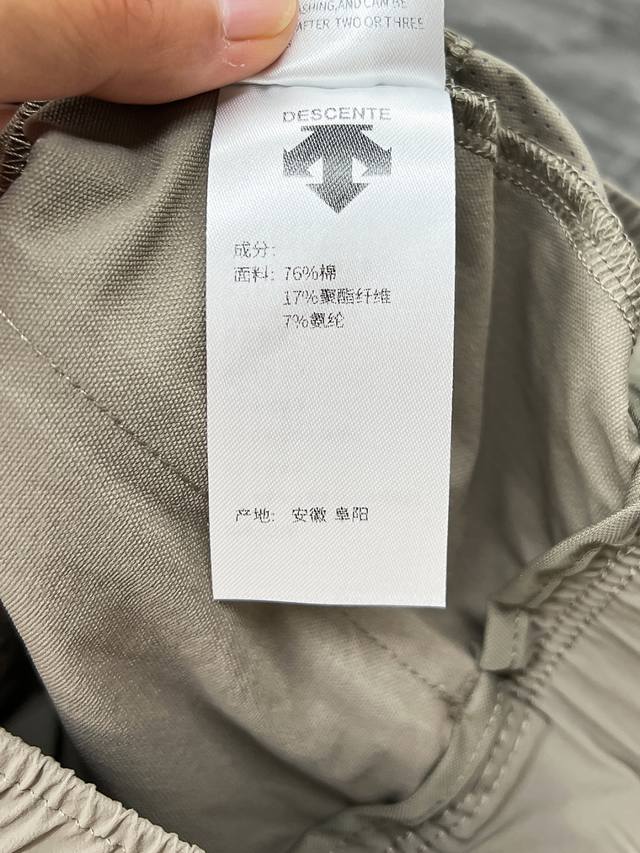 ASHING,AND CAN BE
AFTER TWO OR THREE
DESCENTE
成分:
面料: 76%棉
17%聚酯纤维
7%氨纶
产地: 安徽 阜阳